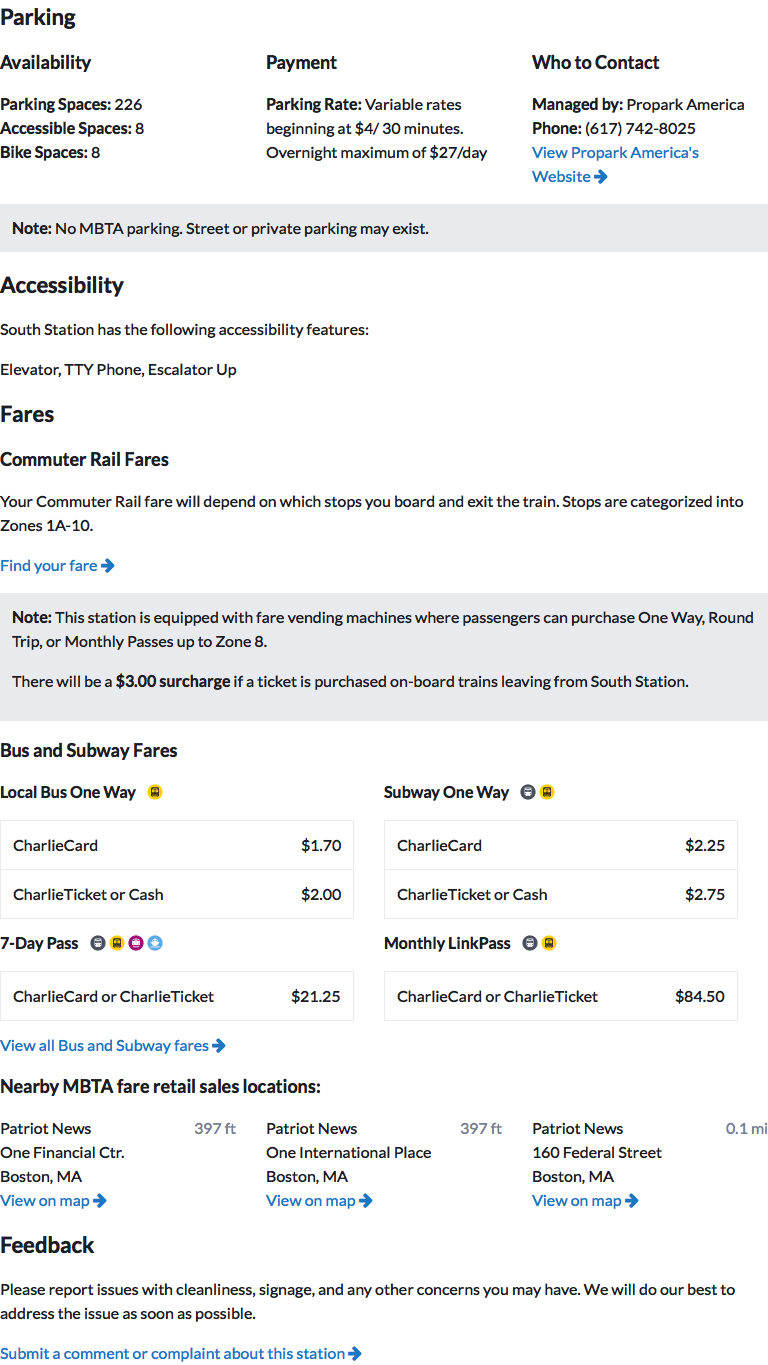 Parking
Availability
Parking Spaces: 226
Accessible Spaces: 8
Bike Spaces: 8
Payment
Parking Rate: Variable rates
beginning at $4/ 30 minutes.
Overnight maximum of $27/day
Who to Contact
Managed by: Propark America
Phone: (617) 742-8025
View Propark America's
Website
Note: No MBTA parking. Street or private parking may exist.
Accessibility
South Station has the following accessibility features:
Elevator, TTY Phone, Escalator Up
Fares
Commuter Rail Fares
Your Commuter Rail fare will depend on which stops you board and exit the train. Stops are categorized into
Zones 1A-10.
Find your fare
Note: This station is equipped with fare vending machines where passengers can purchase One Way, Round
Trip, or Monthly Passes up to Zone 8.
There will be a $3.00 surcharge if a ticket is purchased on-board trains leaving from South Station.
Bus and Subway Fares
Local Bus One Way
CharlieCard $1.70
CharlieTicket or Cash $2.00
Subway One Way
CharlieCard $2.25
CharlieTicket or Cash $2.75
7-Day Pass
CharlieCard or CharlieTicket $21.25
Monthly LinkPass
CharlieCard or CharlieTicket $84.50
View all Bus and Subway fares
Nearby MBTA fare retail sales locations:
Patriot News 397 ft
One Financial Ctr.
Boston, MA
View on map
Patriot News 397 ft
One International Place
Boston, MA
View on map
Patriot News 0.1 mi
160 Federal Street
Boston, MA
View on map
Feedback
Please report issues with cleanliness, signage, and any other concerns you may have. We will do our best to
address the issue as soon as possible.
Submit a comment or complaint about this station